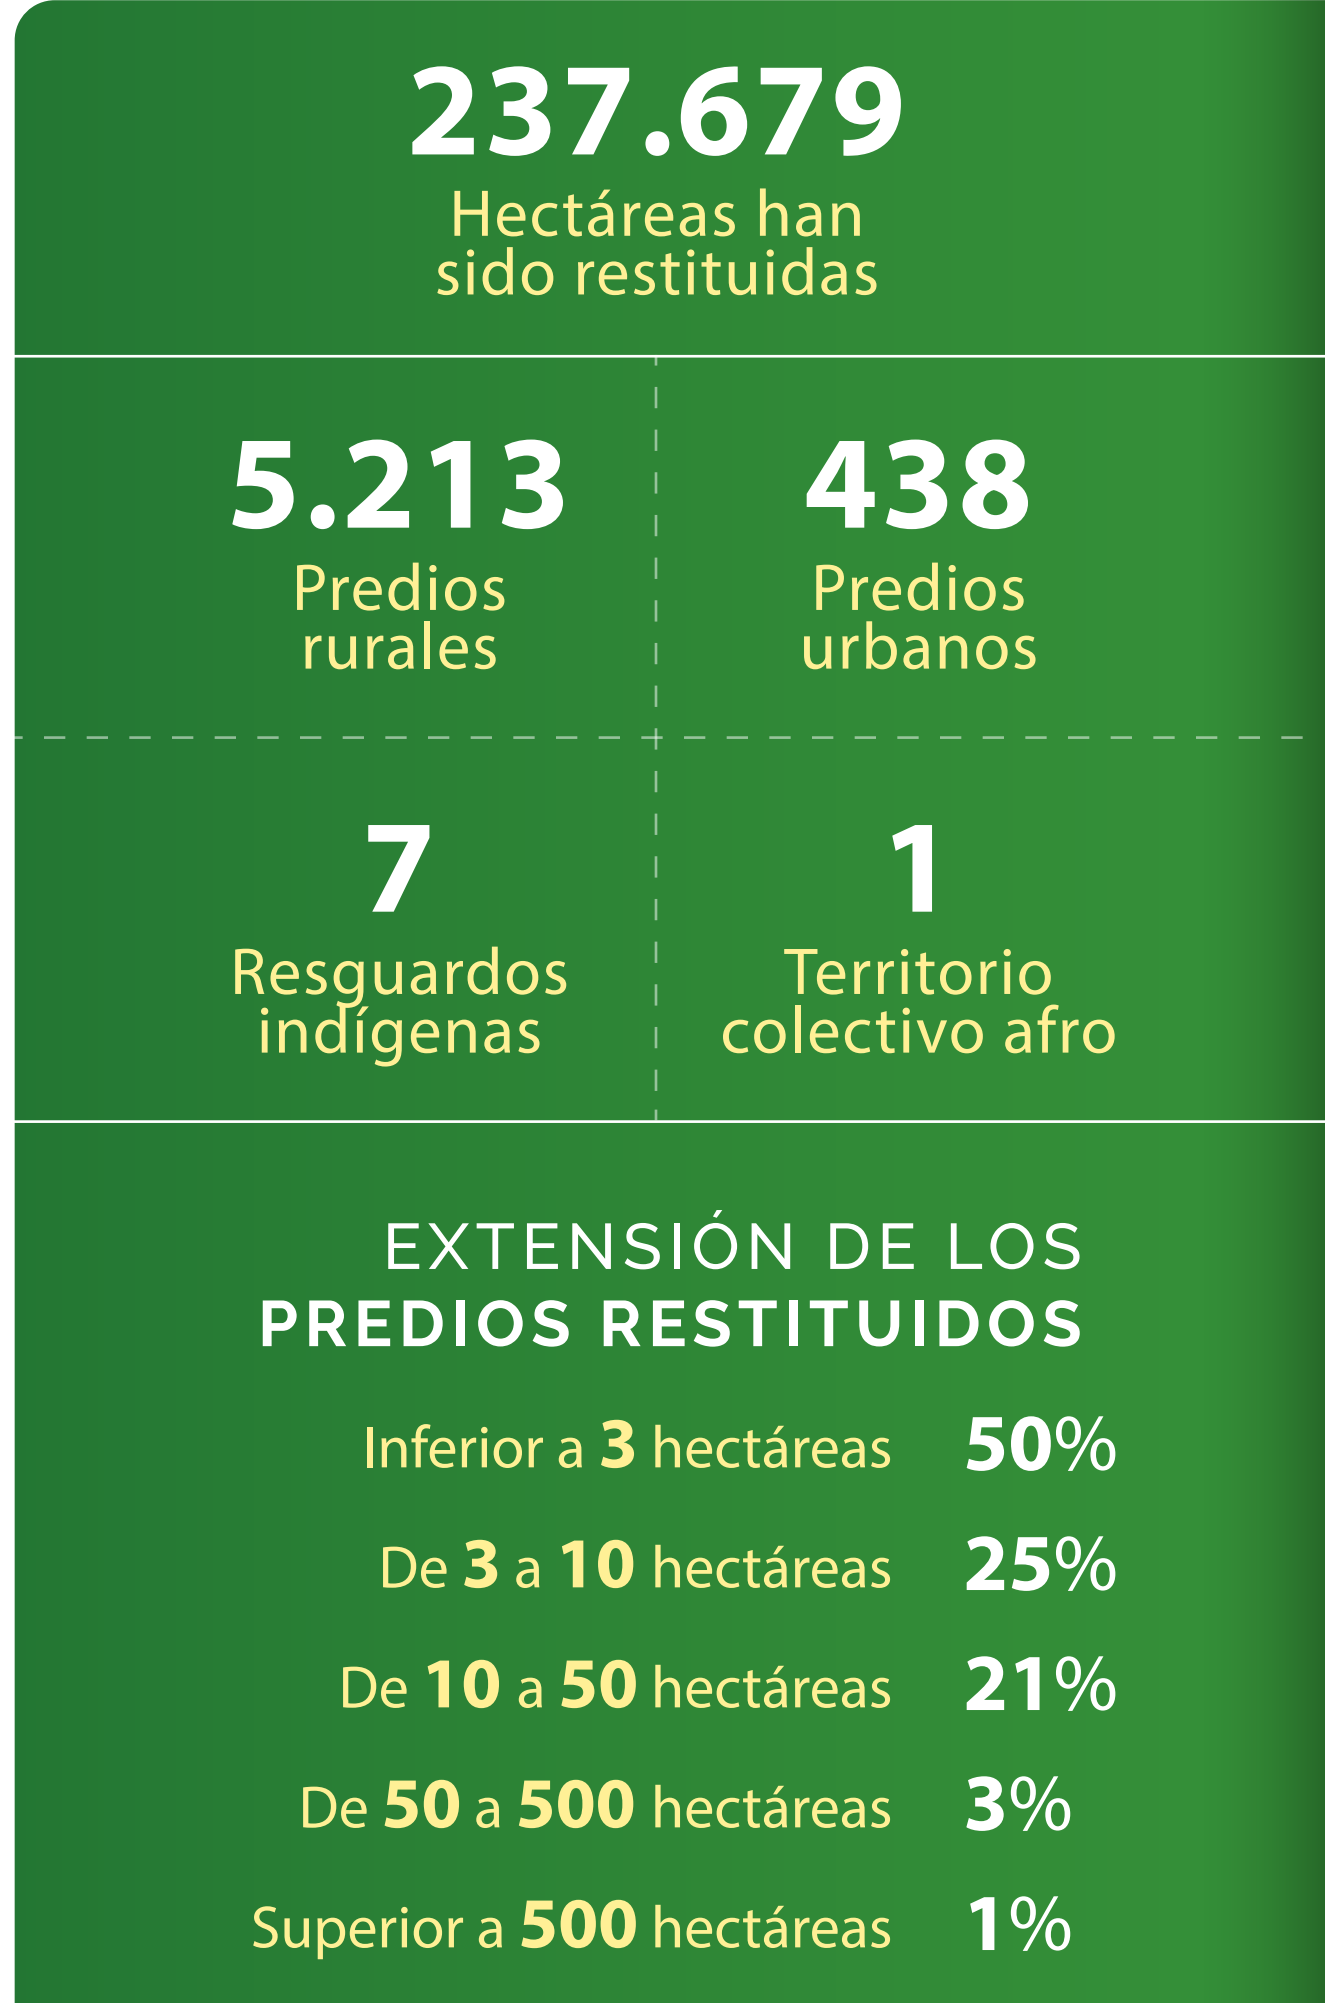 237.679
Hectáreas han
sido restituidas
5.213
Predios
rurales
438
Predios
urbanos
7
Resguardos
indígenas
1
Territorio
colectivo afro
EXTENSIÓN DE LOS
PREDIOS RESTITUIDOS
Inferior a 3 hectáreas 50%
De 3 a 10 hectáreas 25%
De 10 a 50 hectáreas 21%
De 50 a 500 hectáreas 3%
Superior a 500 hectáreas 1%